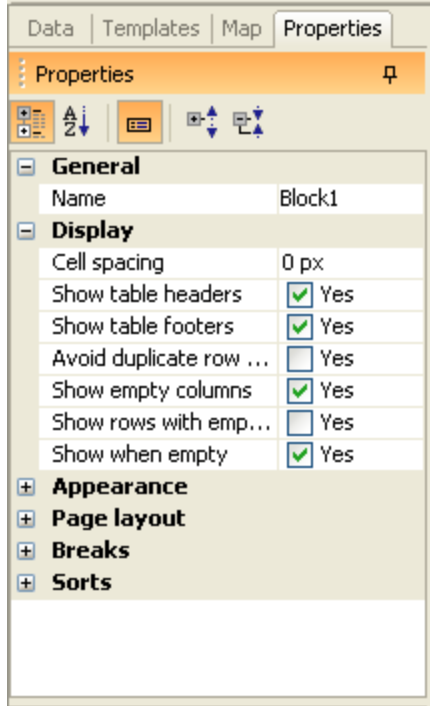 Data Templates Map Properties
Properties
General
Name Block1
Display
Cell spacing 0 px
Show table headers Yes
Show table footers Yes
Avoid duplicate row ... Yes
Show empty columns Yes
Show rows with emp... Yes
Show when empty Yes
Appearance
Page layout
Breaks
Sorts